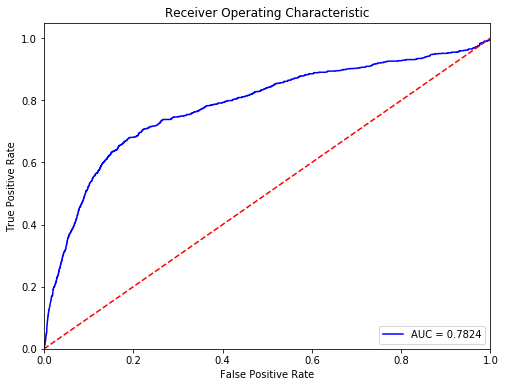 Receiver Operating Characteristic
1.0
0.8
0.6
0.4
0.2
0.0
True Positive Rate
AUC = 0.7824
0.0 0.2 0.4 0.6 0.8 1.0
False Positive Rate